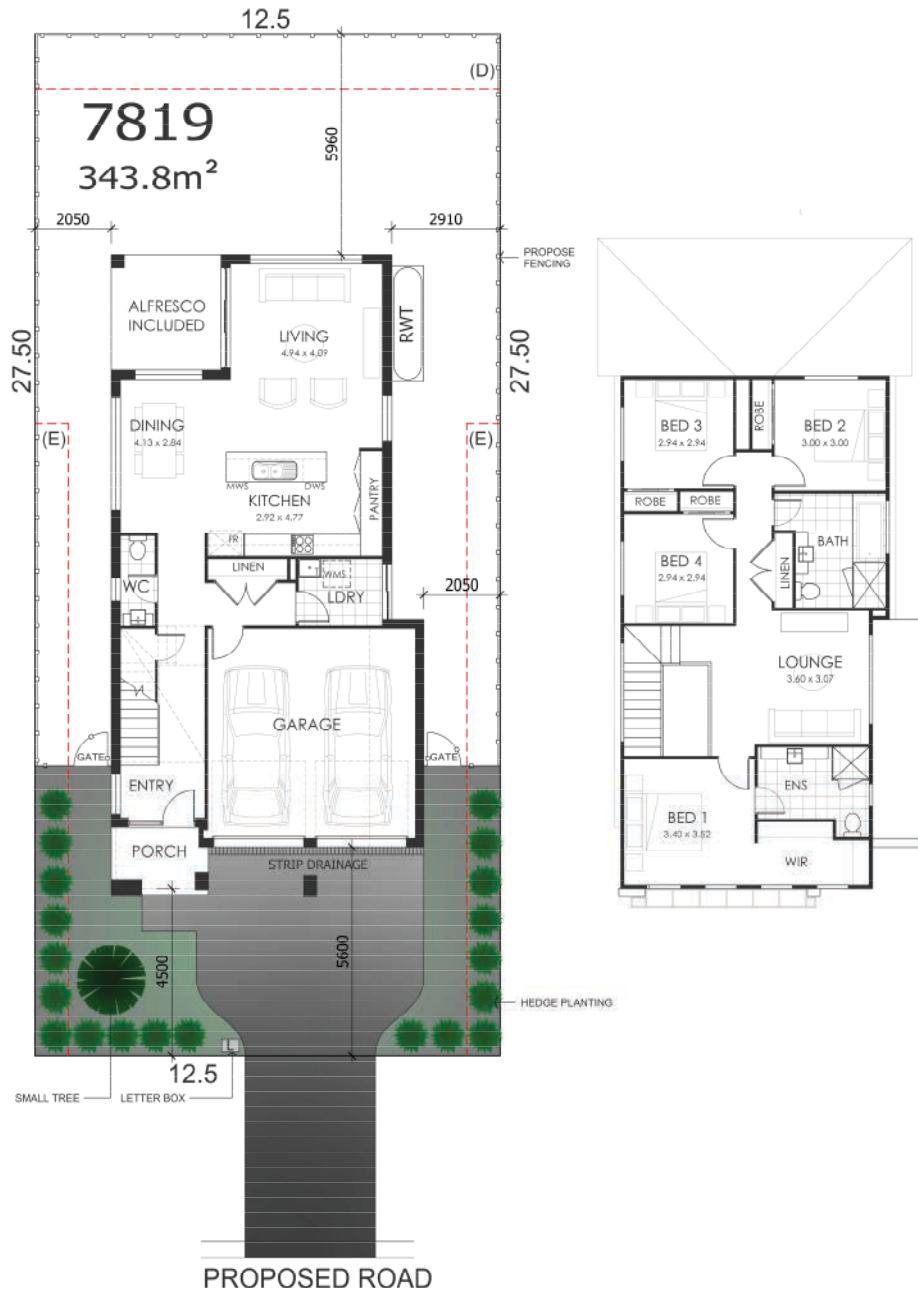 12.5
(D)
7819
343.8m²
5960
2050
2910
PROPOSE
FENCING
ALFRESCO
INCLUDED
LIVING
4.94 x 4.09
RWT
27.50
27.50
DINING
4.13 x 2.84
(E)
(E)
MWS
DWS
KITCHEN
2.92 x 4.77
PANTRY
FR
LINEN
WMS
LDRY
WC
2050
GARAGE
GATE
GATE
ENTRY
PORCH
STRIP DRAINAGE
4500
5600
HEDGE PLANTING
L
12.5
SMALL TREE
LETTER BOX
PROPOSED ROAD
BED 3
2.94 x 2.94
ROBE
BED 2
3.00 x 3.00
ROBE
ROBE
BED 4
2.94 x 2.94
LINEN
BATH
LOUNGE
3.60 x 3.07
ENS
BED 1
3.40 x 3.52
WIR